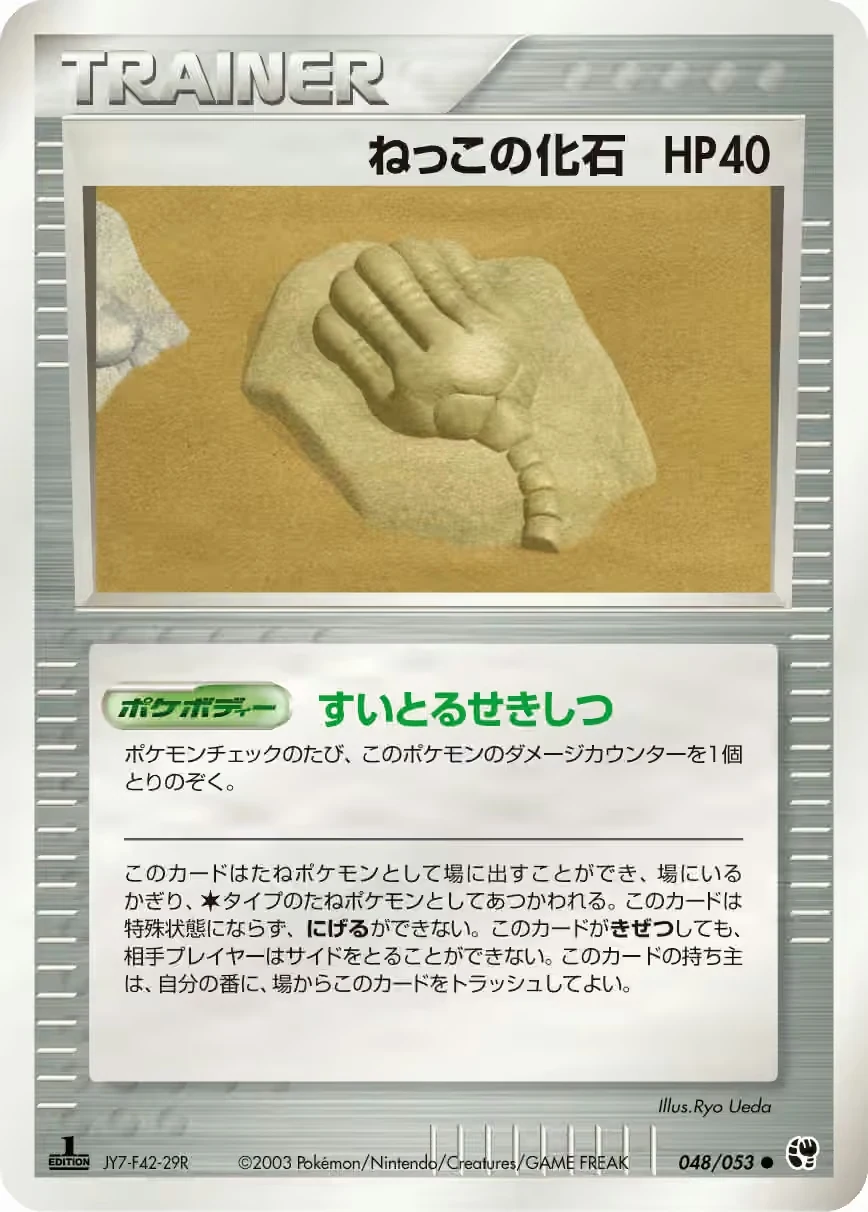 TRAINER
ねっこの化石 HP40
ポケボディー すいとるせきしつ
ポケモンチェックのたび、このポケモンのダメージカウンターを1個
とりのぞく。
このカードはたねポケモンとして場に出すことができ、場にいる
かぎり、★タイプのたねポケモンとしてあつかわれる。このカードは
特殊状態にならず、にげるができない。このカードがきぜつしても、
相手プレイヤーはサイドをとることができない。このカードの持ち主
は、自分の番に、場からこのカードをトラッシュしてよい。
Illus.Ryo Ueda
1 EDITION JY7-F42-29R ©2003 Pokémon/Nintendo/Creatures/GAME FREAK 048/053 ●